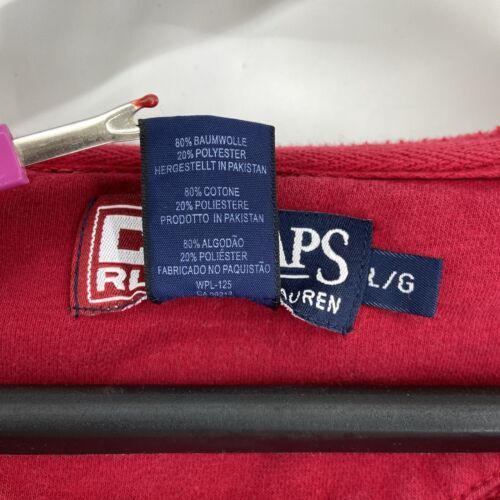 80% BAUMWOLLE
20% POLYESTER
HERGESTELLT IN PAKISTAN
80% COTONE
20% POLIESTERE
PRODOTTO IN PAKISTAN
80% ALGODÃO
20% POLIÉSTER
FABRICADO NO PAQUISTÃO
WPL-125
APS
UREN
L/G